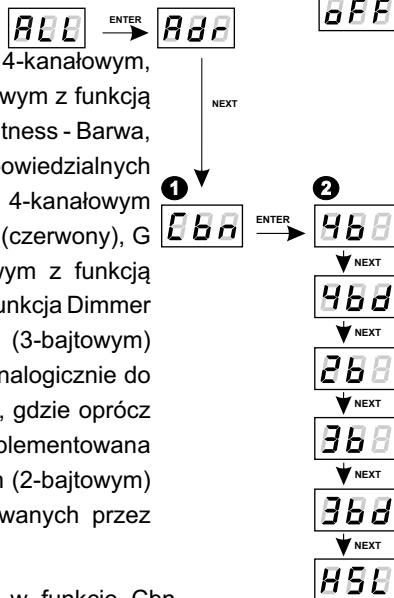 oFF
ALL ENTER Adr
4-kanałowym,
wym z funkcją
NEXT
tness - Barwa,
powiedzialnych
4-kanałowym
1 2
Cbn ENTER 4b
(czerwony), G
wym z funkcją
NEXT
4bd
unkcja Dimmer
NEXT
(3-bajtowym)
nalogicznie do
2b
, gdzie oprócz
NEXT
3b
plementowana
n (2-bajtowym)
NEXT
wanych przez
3bd
NEXT
HSL
w funkcję Cbn